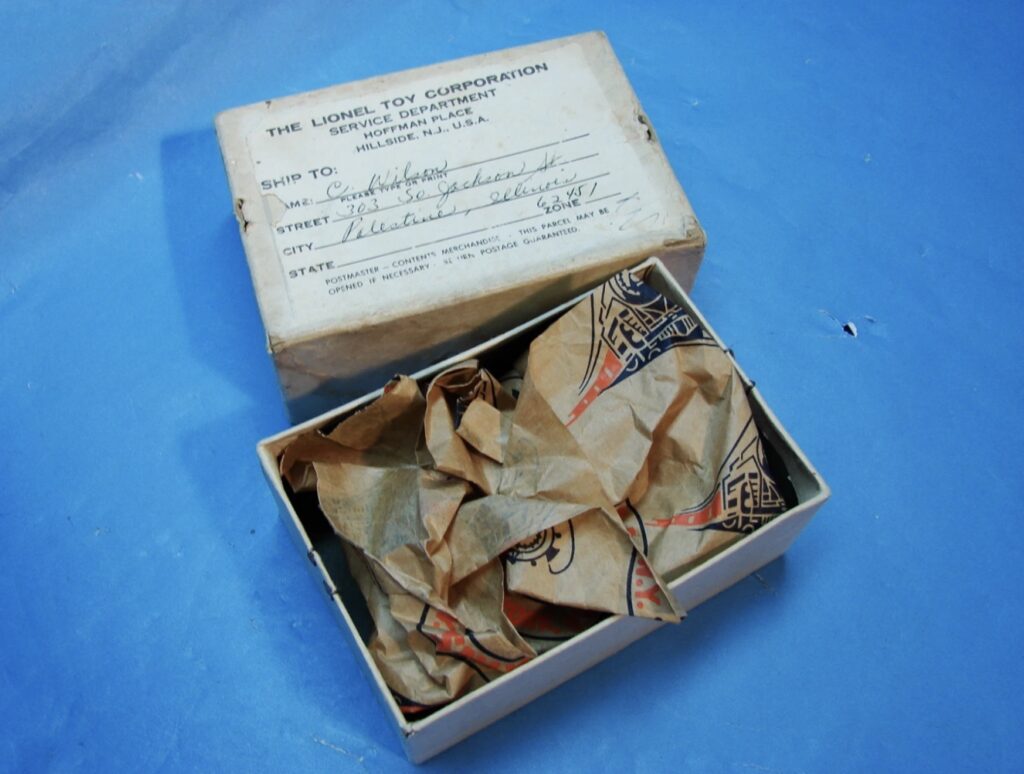 THE LIONEL TOY CORPORATION
SERVICE DEPARTMENT
HOFFMAN PLACE
HILLSIDE, N.J., U.S.A.
SHIP TO:
AME: C. Wilson
PLEASE TYPE OR PRINT
STREET 303 So Jackson St.
CITY Palestine, Illinois
62451
STATE ZONE
POSTMASTER - CONTENTS MERCHANDISE - THIS PARCEL MAY BE
OPENED IF NECESSARY POSTAGE GUARANTEED.
.Y.